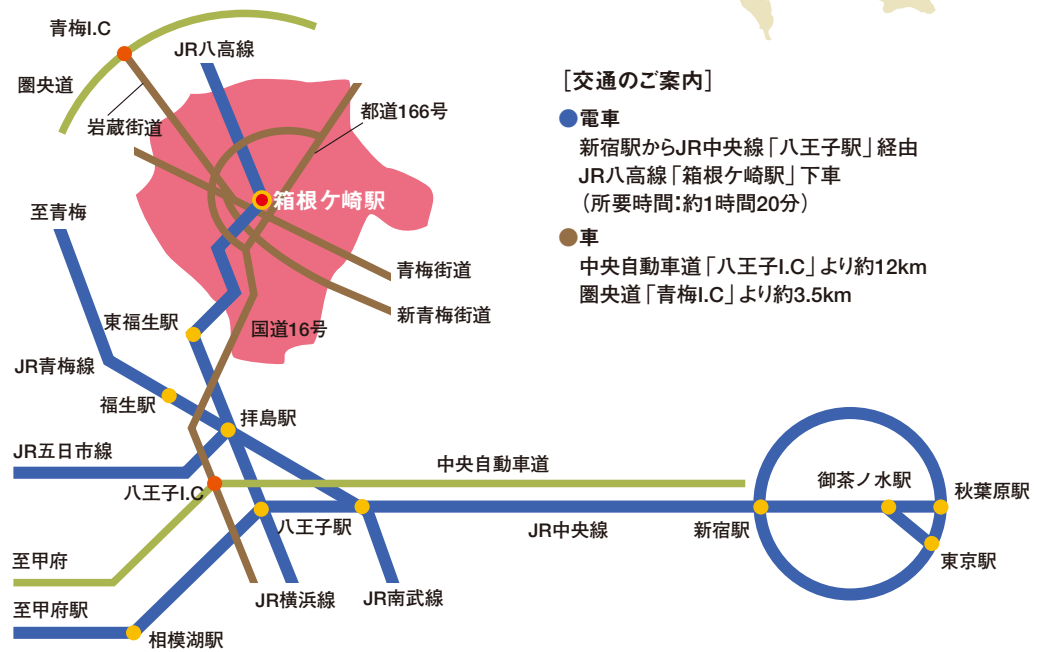 青梅I.C
JR八高線
圏央道
岩蔵街道
都道166号
箱根ケ崎駅
至青梅
青梅街道
新青梅街道
東福生駅
国道16号
JR青梅線
福生駅
拝島駅
JR五日市線
中央自動車道
八王子I.C
御茶ノ水駅
秋葉原駅
八王子駅
JR中央線
新宿駅
東京駅
至甲府
JR横浜線
JR南武線
至甲府駅
相模湖駅
［交通のご案内］
●電車
新宿駅からJR中央線「八王子駅」経由
JR八高線「箱根ケ崎駅」下車
（所要時間：約1時間20分）
●車
中央自動車道「八王子I.C」より約12km
圏央道「青梅I.C」より約3.5km